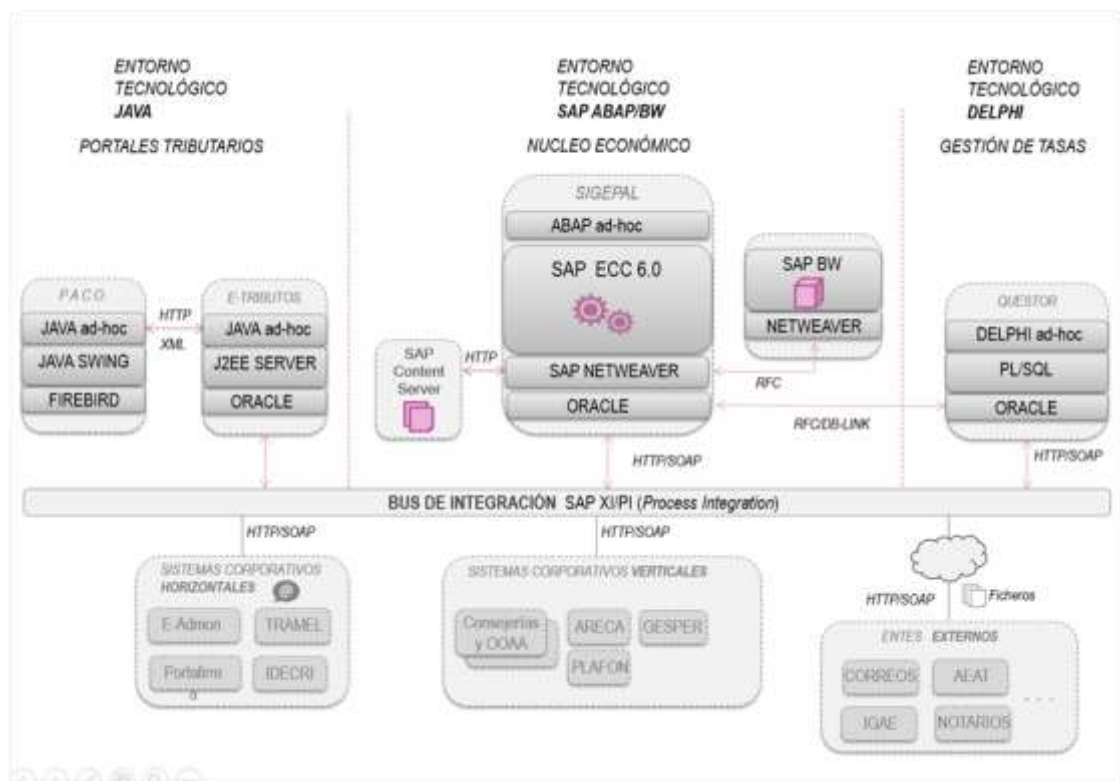 ENTORNO
TECNOLÓGICO
JAVA
PORTALES TRIBUTARIOS
ENTORNO
TECNOLÓGICO
SAP ABAP/BW
NUCLEO ECONÓMICO
ENTORNO
TECNOLÓGICO
DELPHI
GESTIÓN DE TASAS
SIGEPAL
ABAP ad-hoc
SAP ECC 6.0
SAP NETWEAVER
ORACLE
SAP BW
NETWEAVER
PACO
JAVA ad-hoc
JAVA SWING
FIREBIRD
HTTP
XML
E-TRIBUTOS
JAVA ad-hoc
J2EE SERVER
ORACLE
SAP
Content
Server
HTTP
RFC
RFC/DB-LINK
QUESTOR
DELPHI ad-hoc
PL/SQL
ORACLE
HTTP/SOAP
HTTP/SOAP
BUS DE INTEGRACIÓN SAP XI/PI (Process Integration)
HTTP/SOAP
HTTP/SOAP
SISTEMAS CORPORATIVOS
HORIZONTALES
@
E-Admon
TRAMEL
Portafirm
a
IDECRI
SISTEMAS CORPORATIVOS VERTICALES
Consejerías
y OOAA
ARECA
GESPER
PLAFON
HTTP/SOAP
Ficheros
ENTES EXTERNOS
CORREOS
AEAT
IGAE
NOTARIOS
. . .